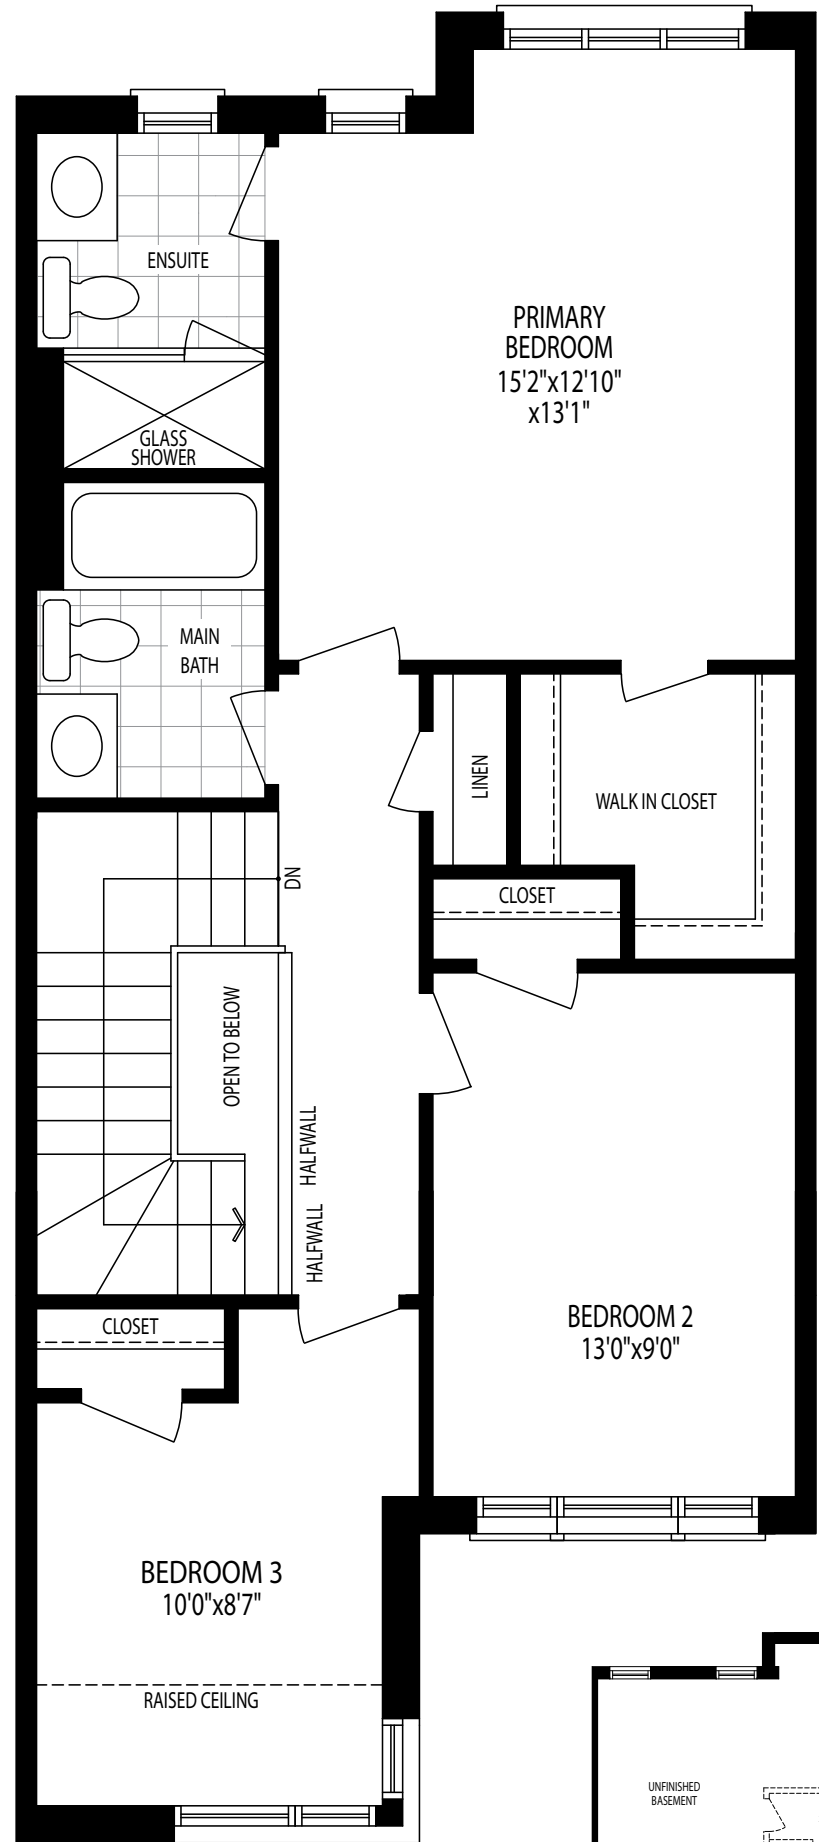 ENSUITE
PRIMARY
BEDROOM
15'2"x12'10"
x13'1"
GLASS
SHOWER
MAIN
BATH
LINEN
WALK IN CLOSET
CLOSET
DN
OPEN TO BELOW
HALFWALL
HALFWALL
CLOSET
BEDROOM 2
13'0"x9'0"
BEDROOM 3
10'0"x8'7"
RAISED CEILING
UNFINISHED
BASEMENT